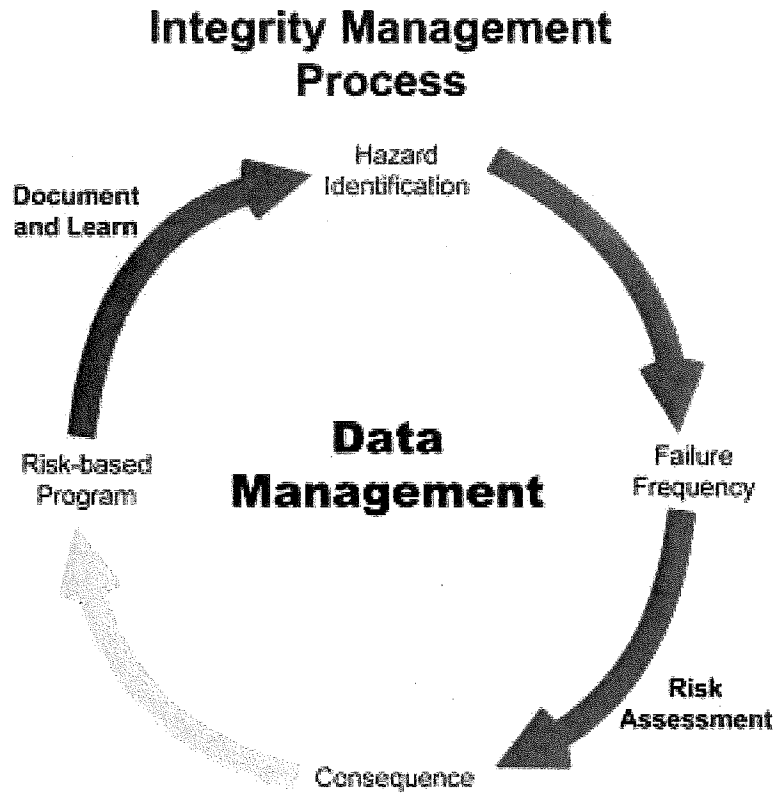 Integrity Management
Process
Hazard
Identification
Document
and Learn
Data
Management
Failure
Frequency
Risk-based
Program
Risk
Assessment
Consequence